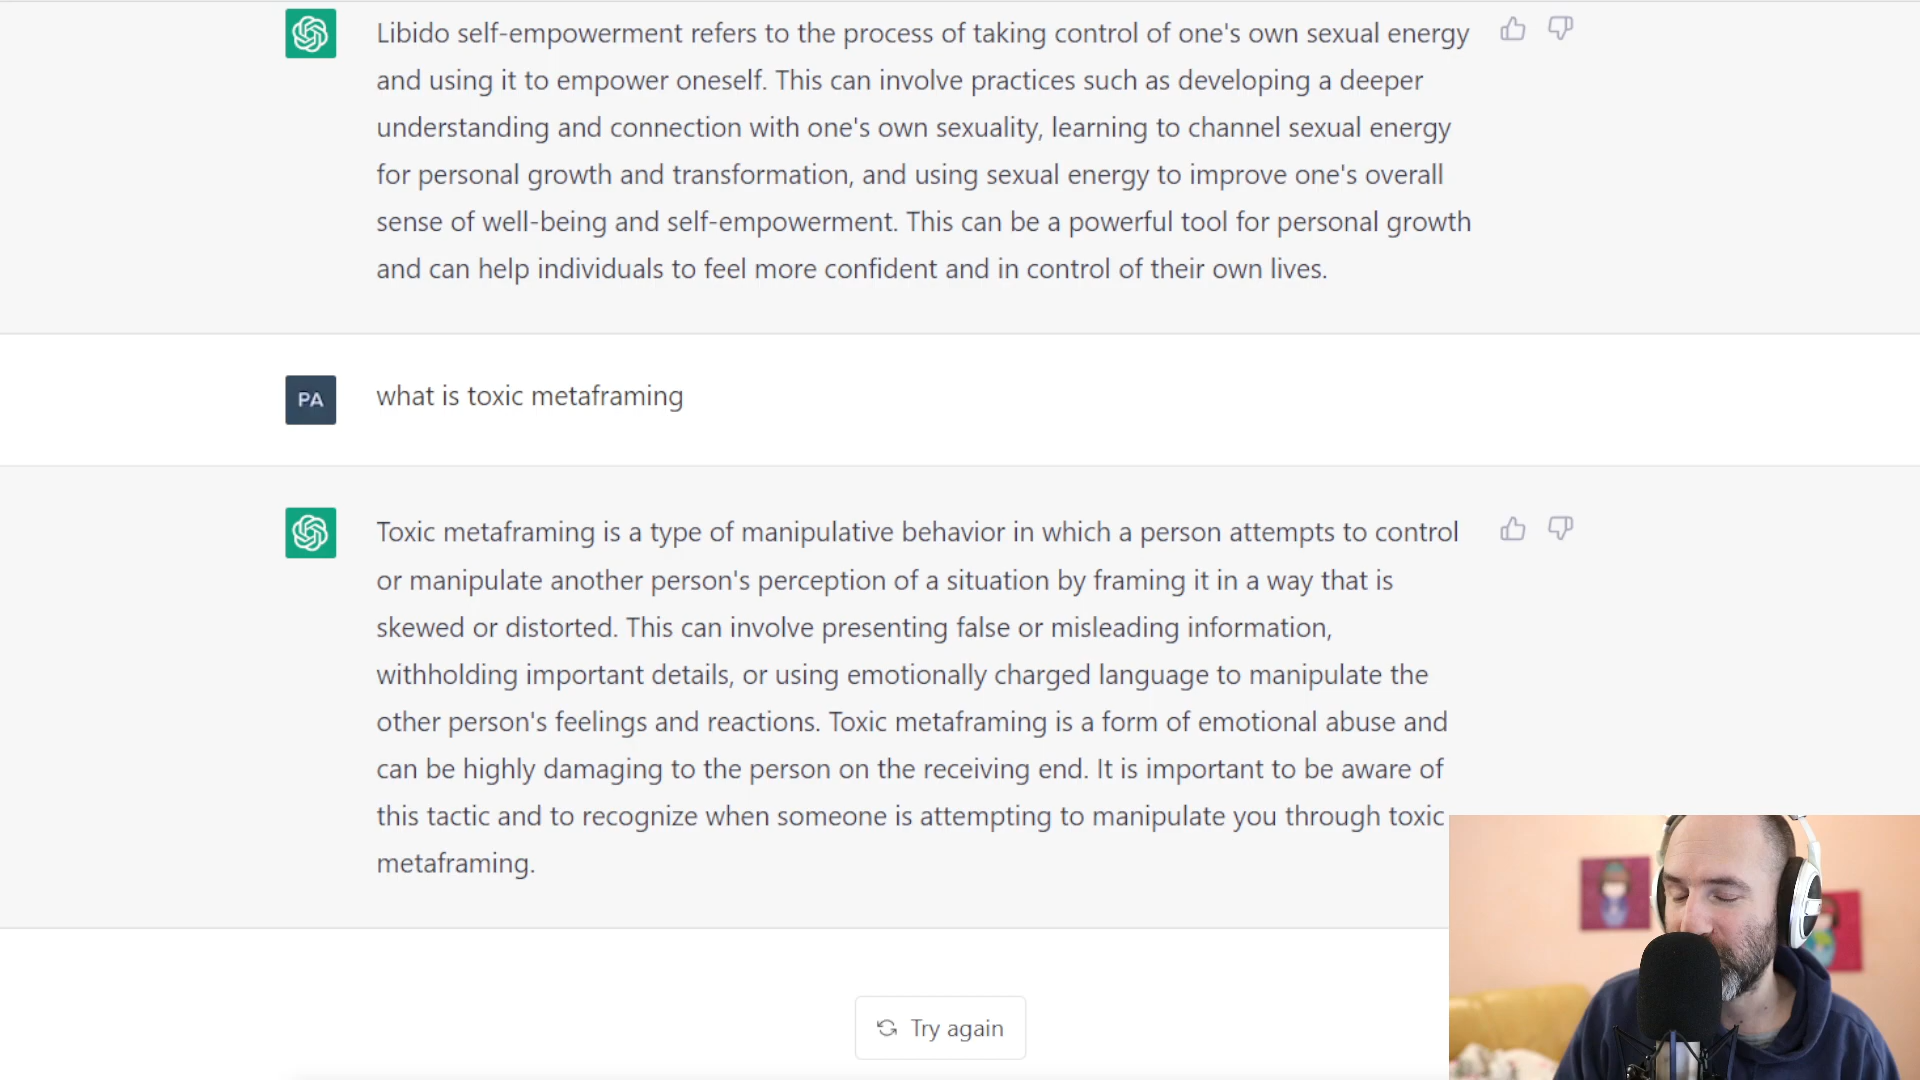 Libido self-empowerment refers to the process of taking control of one's own sexual energy
and using it to empower oneself. This can involve practices such as developing a deeper
understanding and connection with one's own sexuality, learning to channel sexual energy
for personal growth and transformation, and using sexual energy to improve one's overall
sense of well-being and self-empowerment. This can be a powerful tool for personal growth
and can help individuals to feel more confident and in control of their own lives.
PA
what is toxic metaframing
Toxic metaframing is a type of manipulative behavior in which a person attempts to control
or manipulate another person's perception of a situation by framing it in a way that is
skewed or distorted. This can involve presenting false or misleading information,
withholding important details, or using emotionally charged language to manipulate the
other person's feelings and reactions. Toxic metaframing is a form of emotional abuse and
can be highly damaging to the person on the receiving end. It is important to be aware of
this tactic and to recognize when someone is attempting to manipulate you through toxic
metaframing.
Try again